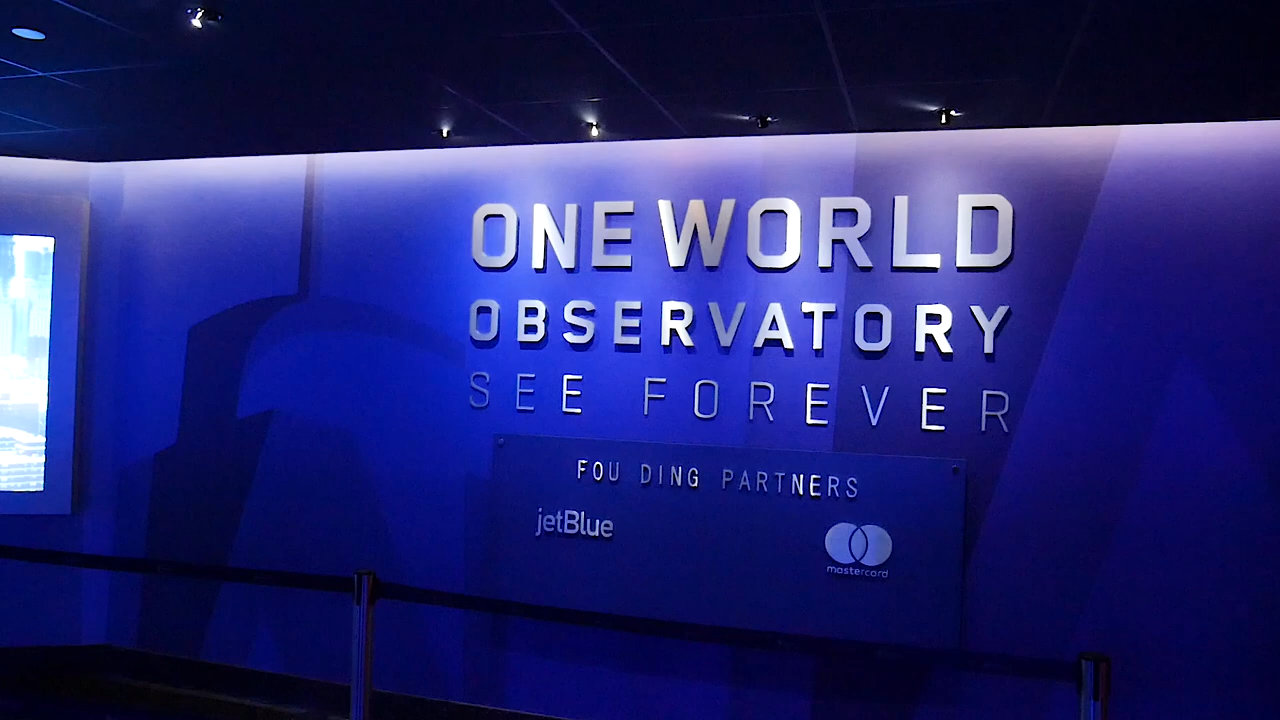 ONE WORLD
OBSERVATORY
SEE FOREVER
FOU DING PARTNERS
jetBlue
mastercard